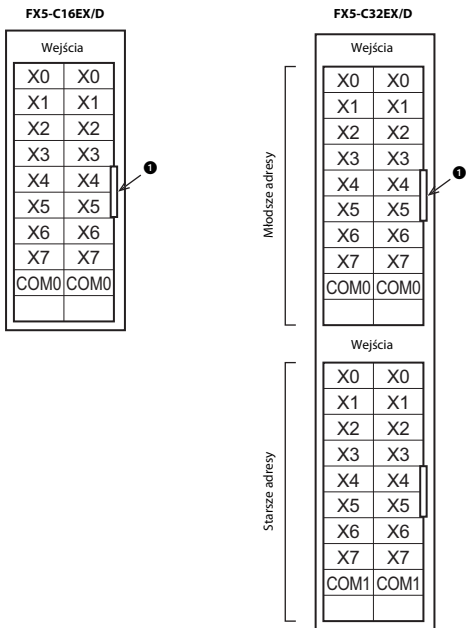 FX5-C16EX/D
Wejścia
X0 X0
X1 X1
X2 X2
X3 X3
X4 X4
X5 X5
X6 X6
X7 X7
COM0 COM0
❶
FX5-C32EX/D
Młodsze adresy
Wejścia
X0 X0
X1 X1
X2 X2
X3 X3
X4 X4
X5 X5
X6 X6
X7 X7
COM0 COM0
❶
Starsze adresy
Wejścia
X0 X0
X1 X1
X2 X2
X3 X3
X4 X4
X5 X5
X6 X6
X7 X7
COM1 COM1